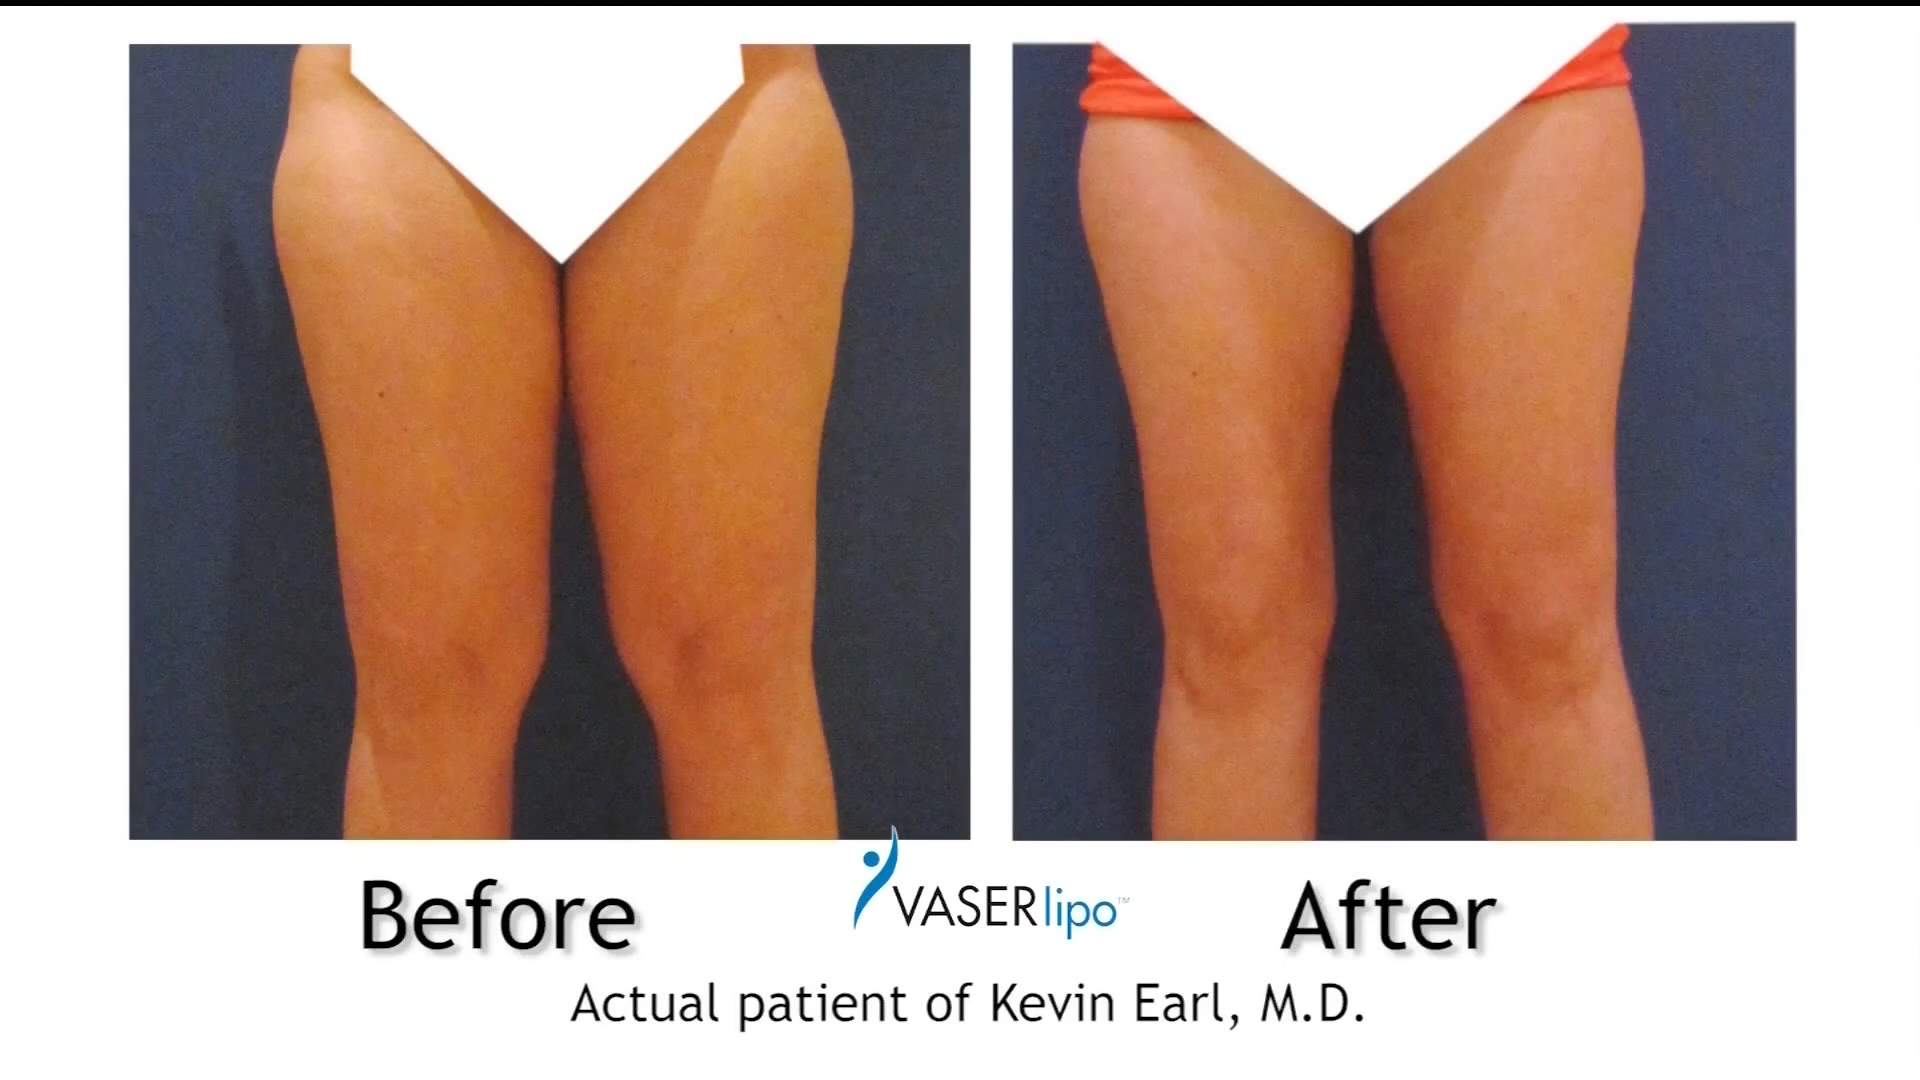 Before
VASERlipo™
After
Actual patient of Kevin Earl, M.D.